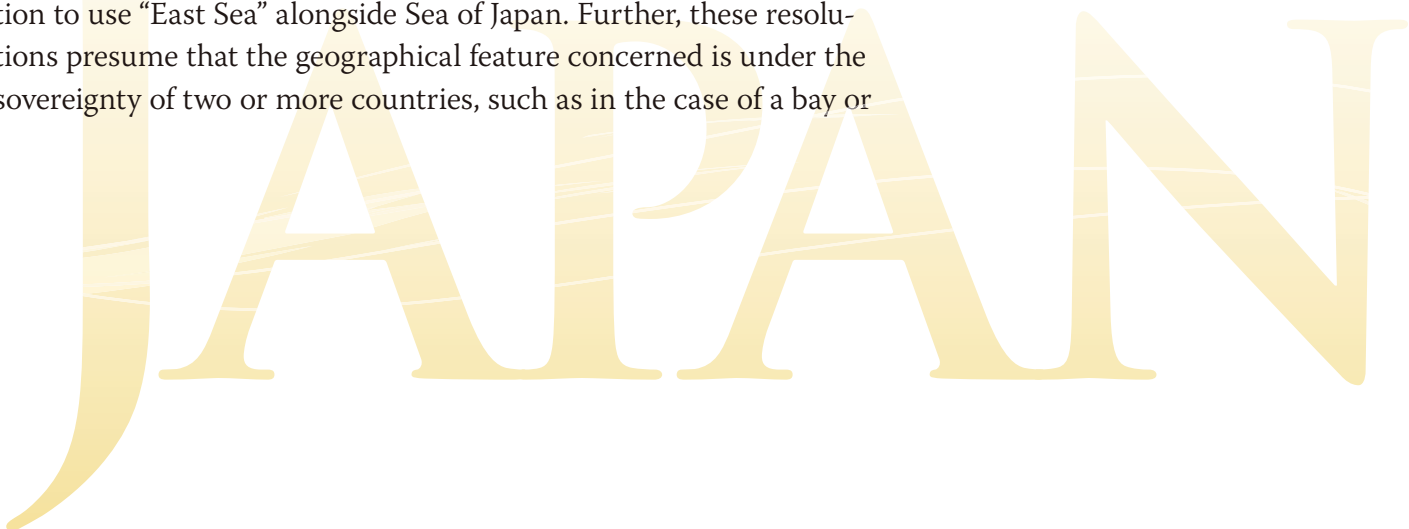 tion to use “East Sea” alongside Sea of Japan. Further, these resolu-
tions presume that the geographical feature concerned is under the
sovereignty of two or more countries, such as in the case of a bay or
JAPAN